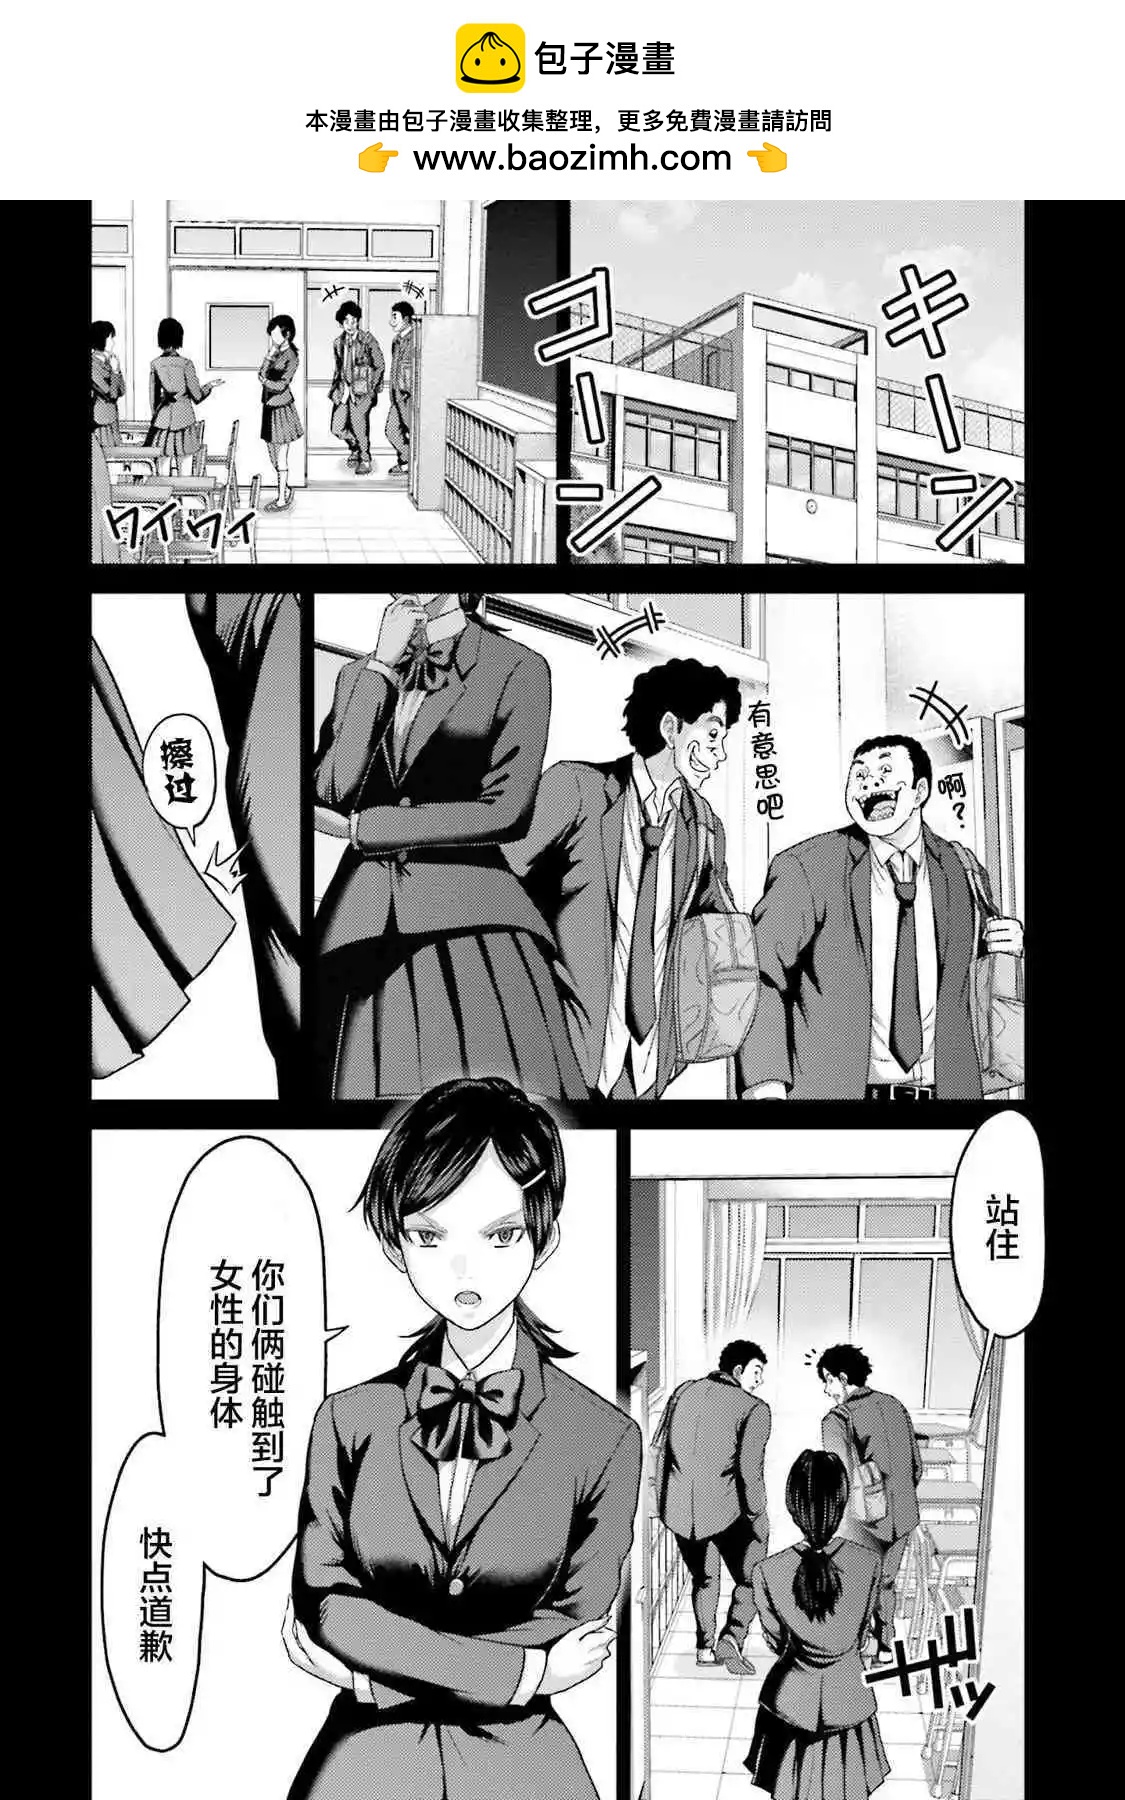 包子漫畫
本漫畫由包子漫畫收集整理，更多免費漫畫請訪問
👉 www.baozimh.com 👈
キーン
コーン
ワイワイ
有意思吧
啊？
擦过
站住
ザッ
你们俩碰触到了
女性的身体
快点道歉